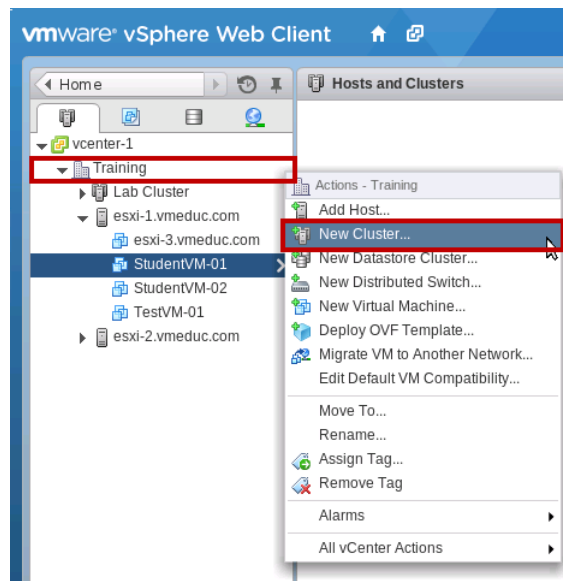 vmware® vSphere Web Client
Home
Hosts and Clusters
vcenter-1
Training
Lab Cluster
esxi-1.vmeduc.com
esxi-3.vmeduc.com
StudentVM-01
StudentVM-02
TestVM-01
esxi-2.vmeduc.com
Actions - Training
Add Host...
New Cluster...
New Datastore Cluster...
New Distributed Switch...
New Virtual Machine...
Deploy OVF Template...
Migrate VM to Another Network...
Edit Default VM Compatibility...
Move To...
Rename...
Assign Tag...
Remove Tag
Alarms
All vCenter Actions